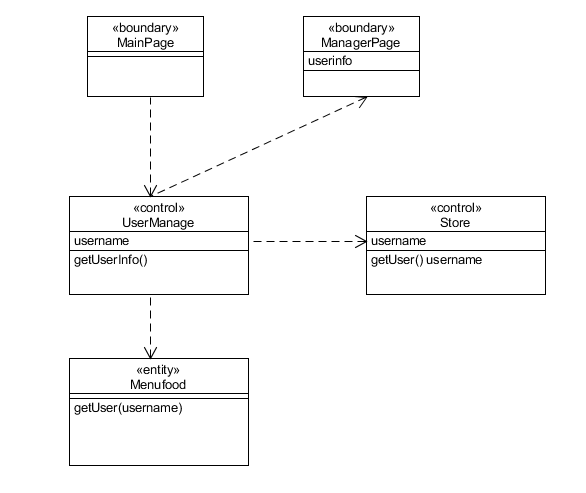 «boundary»
MainPage
«boundary»
ManagerPage
userinfo
«control»
UserManage
username
getUserInfo()
«control»
Store
username
getUser() username
«entity»
Menufood
getUser(username)